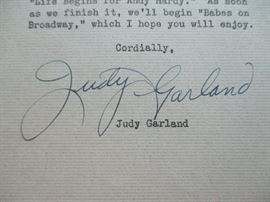 "Life Begins for Andy Hardy." As soon
as we finish it, we'll begin "Babes on
Broadway," which I hope you will enjoy.
Cordially,
Judy Garland
Judy Garland